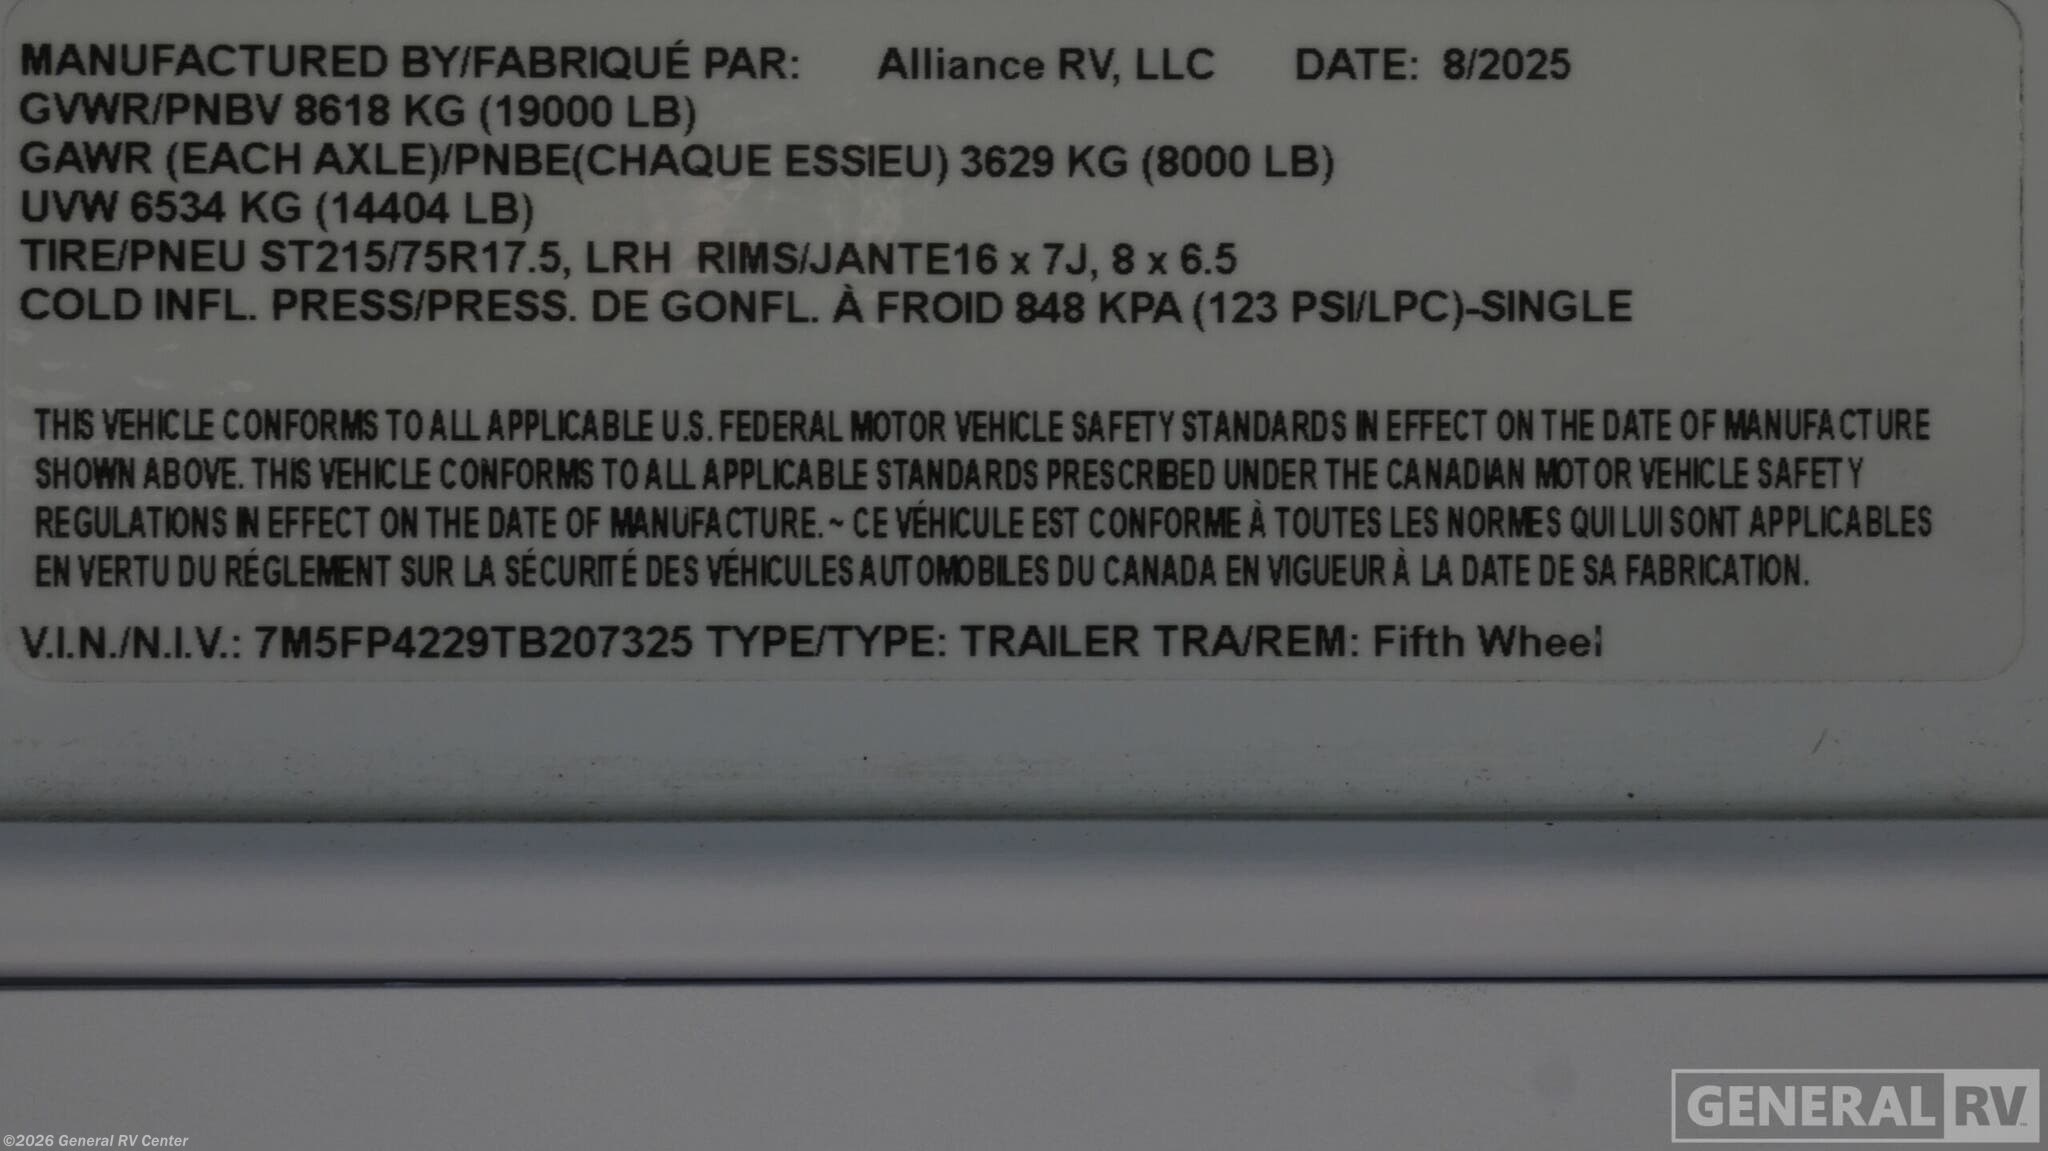 MANUFACTURED BY/FABRIQUÉ PAR: Alliance RV, LLC DATE: 8/2025
GVWR/PNBV 8618 KG (19000 LB)
GAWR (EACH AXLE)/PNBE(CHAQUE ESSIEU) 3629 KG (8000 LB)
UVW 6534 KG (14404 LB)
TIRE/PNEU ST215/75R17.5, LRH RIMS/JANTE16 x 7J, 8 x 6.5
COLD INFL. PRESS/PRESS. DE GONFL. À FROID 848 KPA (123 PSI/LPC)-SINGLE
THIS VEHICLE CONFORMS TO ALL APPLICABLE U.S. FEDERAL MOTOR VEHICLE SAFETY STANDARDS IN EFFECT ON THE DATE OF MANUFACTURE
SHOWN ABOVE. THIS VEHICLE CONFORMS TO ALL APPLICABLE STANDARDS PRESCRIBED UNDER THE CANADIAN MOTOR VEHICLE SAFETY
REGULATIONS IN EFFECT ON THE DATE OF MANUFACTURE. ~ CE VÉHICULE EST CONFORME À TOUTES LES NORMES QUI LUI SONT APPLICABLES
EN VERTU DU RÉGLEMENT SUR LA SÉCURITÉ DES VÉHICULES AUTOMOBILES DU CANADA EN VIGUEUR À LA DATE DE SA FABRICATION.
V.I.N./N.I.V.: 7M5FP4229TB207325 TYPE/TYPE: TRAILER TRA/REM: Fifth Wheel
GENERAL RV
©2026 General RV Center